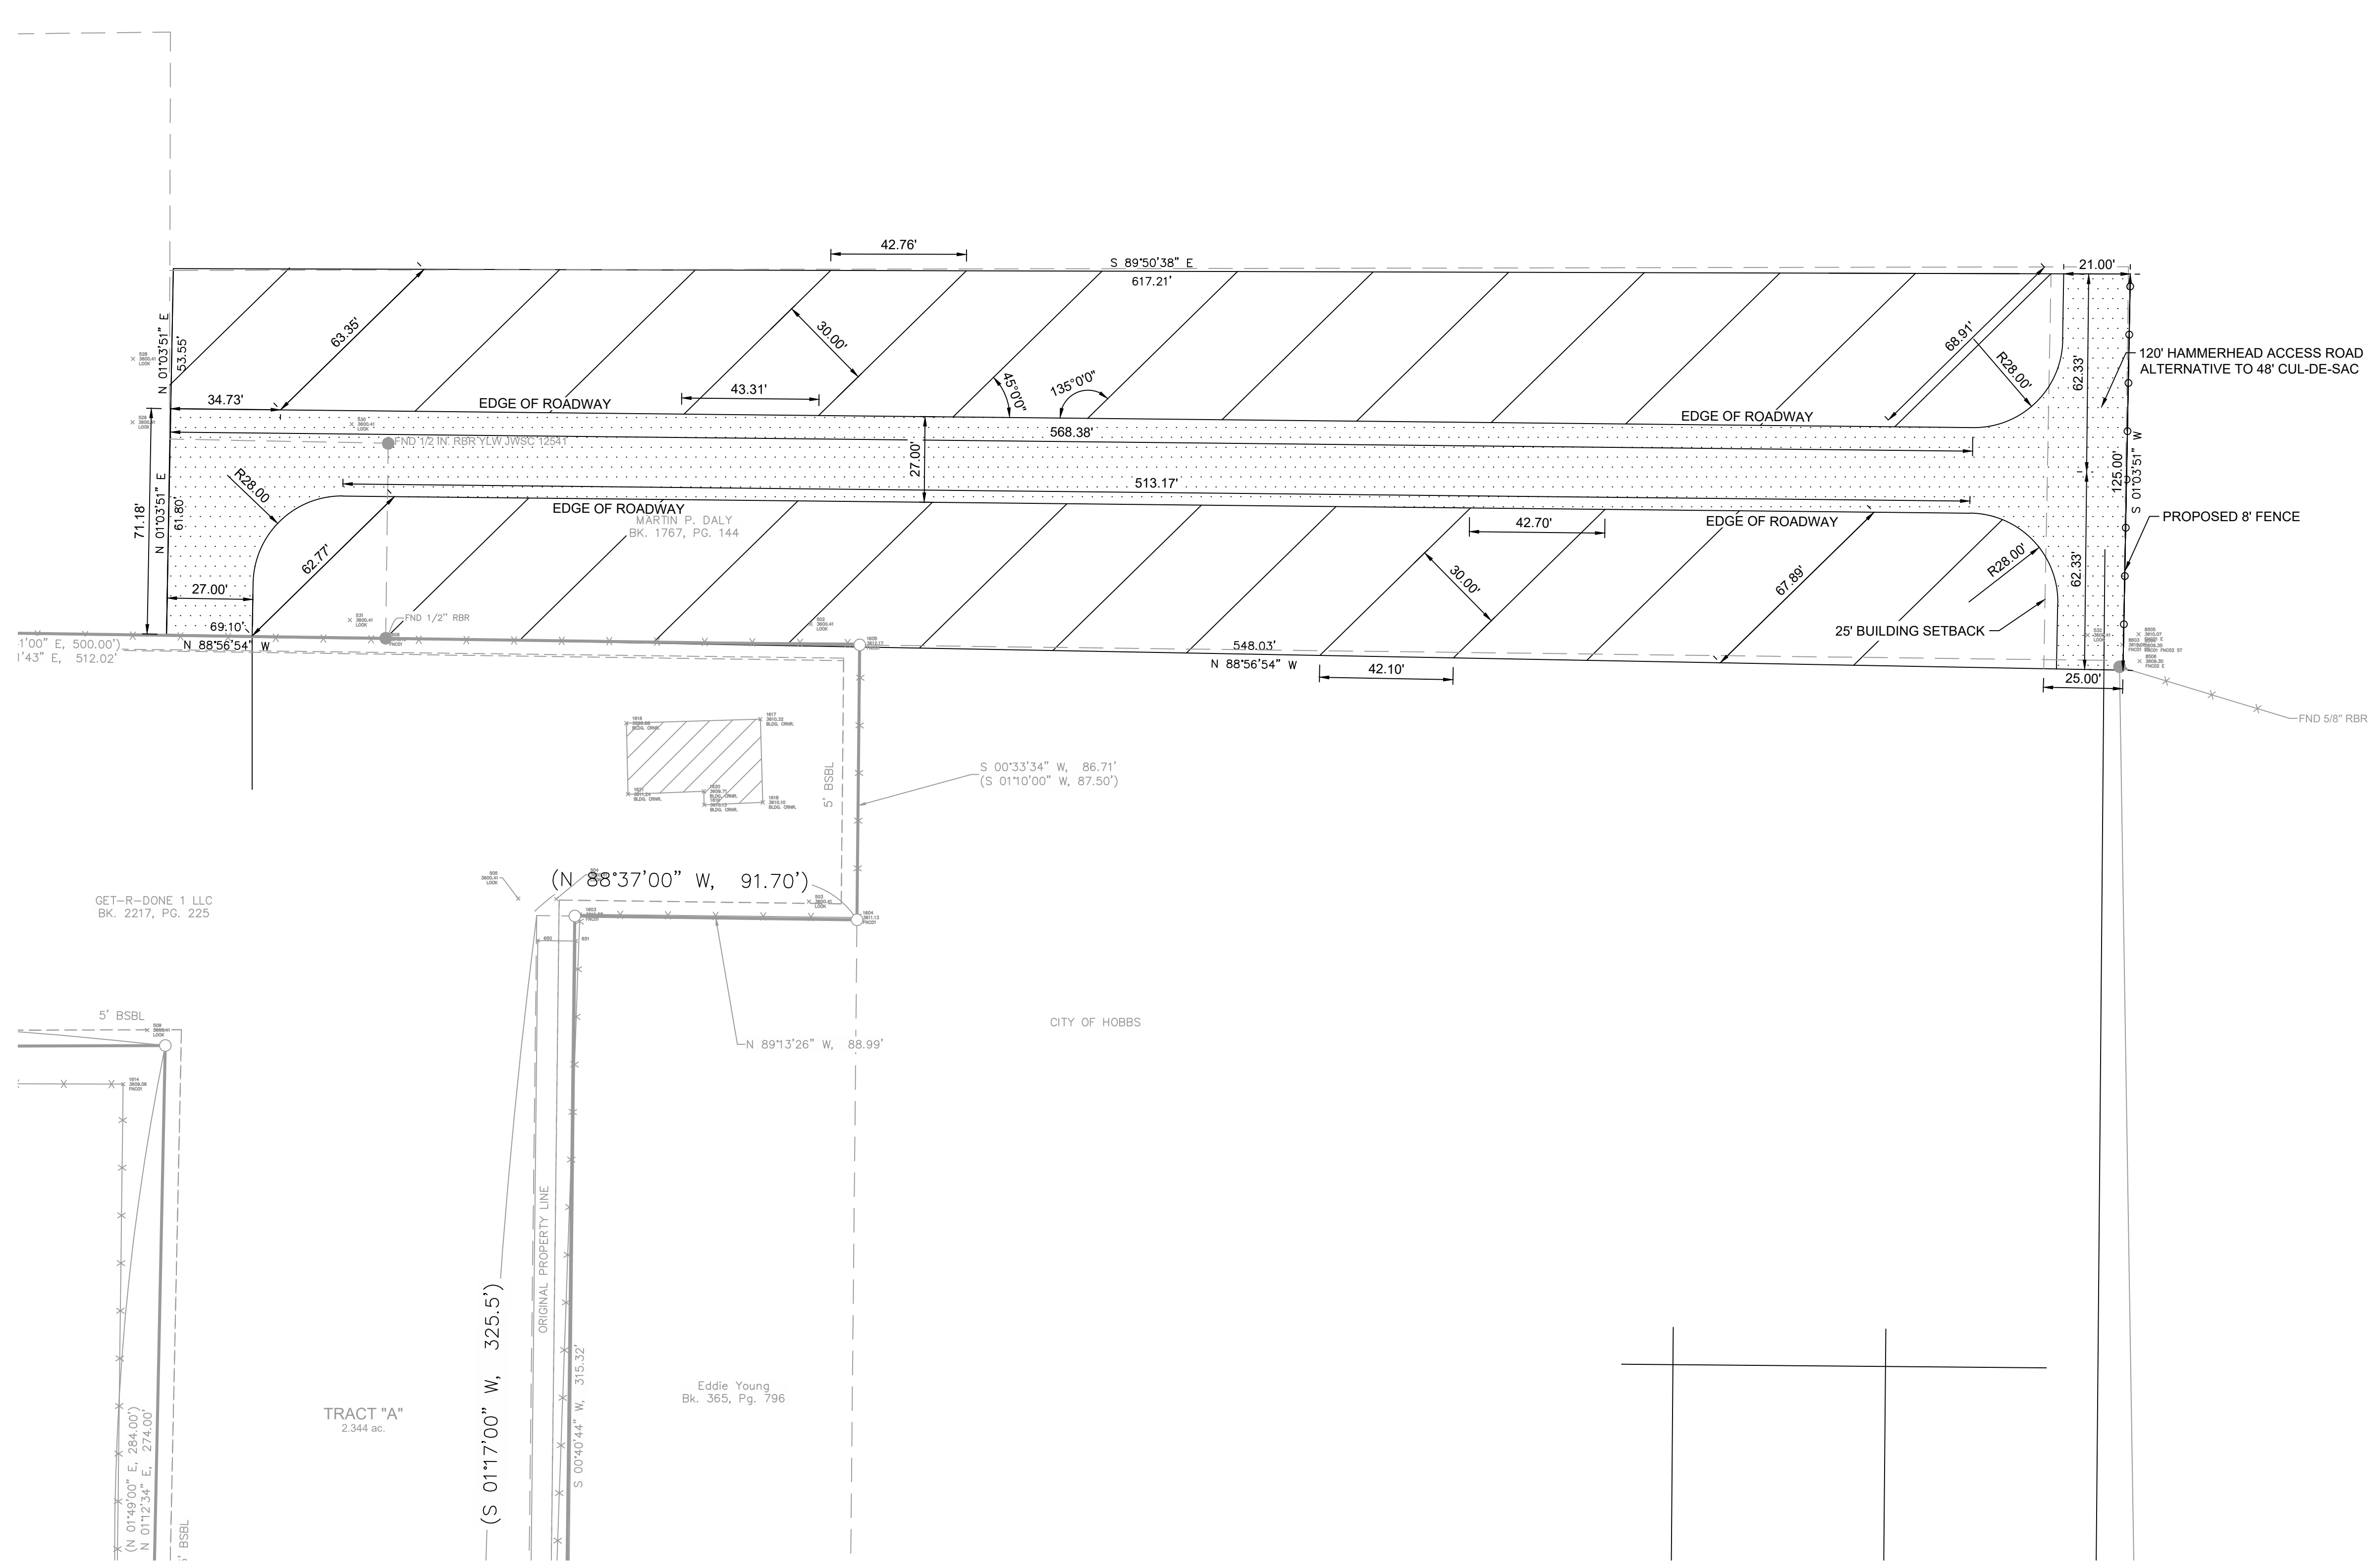 42.76'
S 89°50'38" E
617.21'
21.00'
N 01°03'51" E
53.55'
63.35'
30.00'
68.91'
R28.00'
62.33'
120' HAMMERHEAD ACCESS ROAD
ALTERNATIVE TO 48' CUL-DE-SAC
45°0'0"
135°0'0"
43.31'
34.73'
EDGE OF ROADWAY
EDGE OF ROADWAY
FND 1/2 IN. RBR YLW JWSC 12541
568.38'
27.00'
125.00'
S 01°03'51" W
R28.00
513.17'
71.18'
N 01°03'51" E
61.80'
EDGE OF ROADWAY
MARTIN P. DALY
BK. 1767, PG. 144
42.70'
EDGE OF ROADWAY
PROPOSED 8' FENCE
62.77'
30.00'
67.89'
R28.00'
62.33'
27.00'
FND 1/2" RBR
69.10'
25' BUILDING SETBACK
1'00" E, 500.00')
1'43" E, 512.02'
N 88°56'54" W
548.03'
N 88°56'54" W
42.10'
25.00'
FND 5/8" RBR
5' BSBL
S 00°33'34" W, 86.71'
(S 01°10'00" W, 87.50')
(N 88°37'00" W, 91.70')
GET-R-DONE 1 LLC
BK. 2217, PG. 225
5' BSBL
N 89°13'26" W, 88.99'
CITY OF HOBBS
ORIGINAL PROPERTY LINE
(S 01°17'00" W, 325.5')
S 00°40'44" W, 315.32'
Eddie Young
Bk. 365, Pg. 796
TRACT "A"
2.344 ac.
(N 01°49'00" E, 284.00')
N 01°12'34" E, 274.00'
5' BSBL